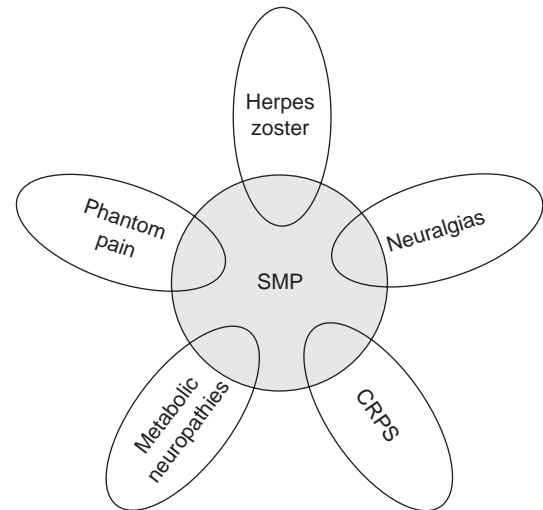 Herpes
zoster
Phantom
pain
Neuralgias
SMP
Metabolic
neuropathies
CRPS